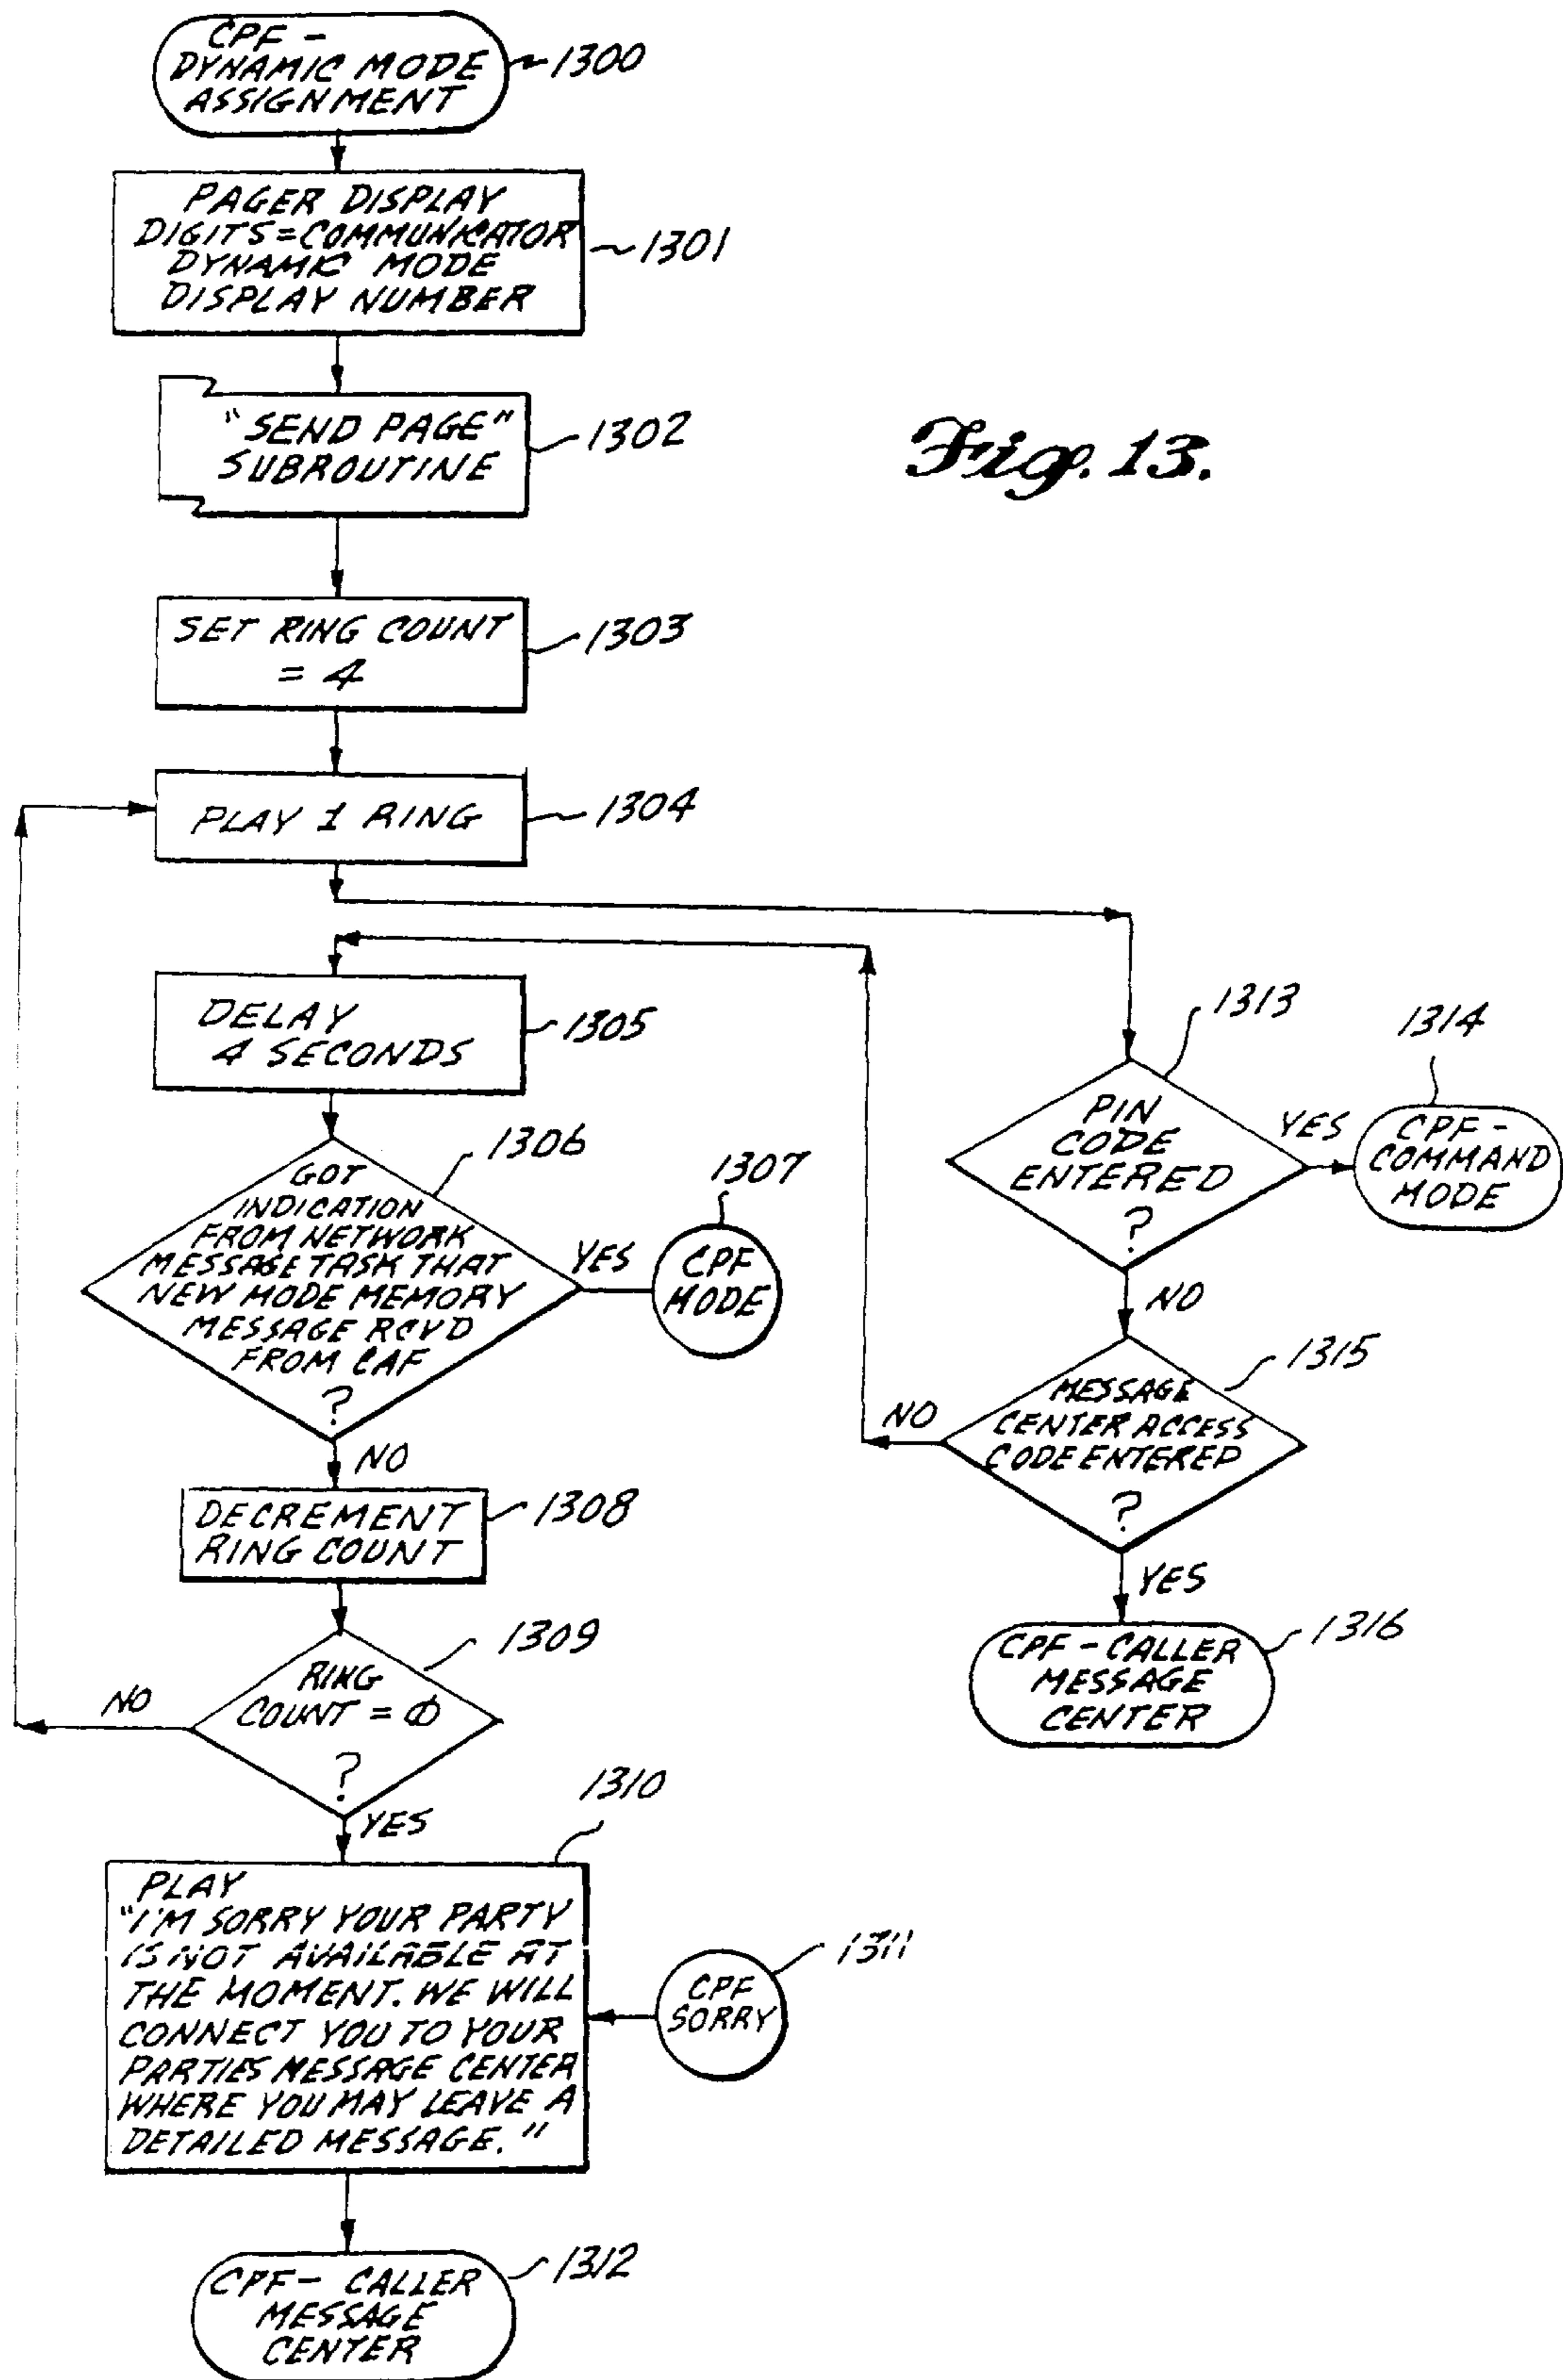 CPF -
DYNAMIC MODE
ASSIGNMENT
1300
PAGER DISPLAY
DIGITS=COMMUNICATOR
DYNAMIC MODE
DISPLAY NUMBER
1301
"SEND PAGE"
SUBROUTINE
1302
Fig. 13.
SET RING COUNT
= 4
1303
PLAY 1 RING
1304
DELAY
4 SECONDS
1305
1313
PIN
CODE
ENTERED
?
YES
1314
CPF -
COMMAND
MODE
NO
1306
GOT
INDICATION
FROM NETWORK
MESSAGE TASK THAT
NEW MODE MEMORY
MESSAGE RCVD
FROM CAF
?
YES
1307
CPF
MODE
NO
1315
MESSAGE
CENTER ACCESS
CODE ENTERED
?
NO
YES
1316
CPF - CALLER
MESSAGE
CENTER
DECREMENT
RING COUNT
1308
1309
RING
COUNT = Ø
?
NO
YES
1310
PLAY
"I'M SORRY YOUR PARTY
IS NOT AVAILABLE AT
THE MOMENT. WE WILL
CONNECT YOU TO YOUR
PARTIES MESSAGE CENTER
WHERE YOU MAY LEAVE A
DETAILED MESSAGE."
1311
CPF
SORRY
CPF - CALLER
MESSAGE
CENTER
1312